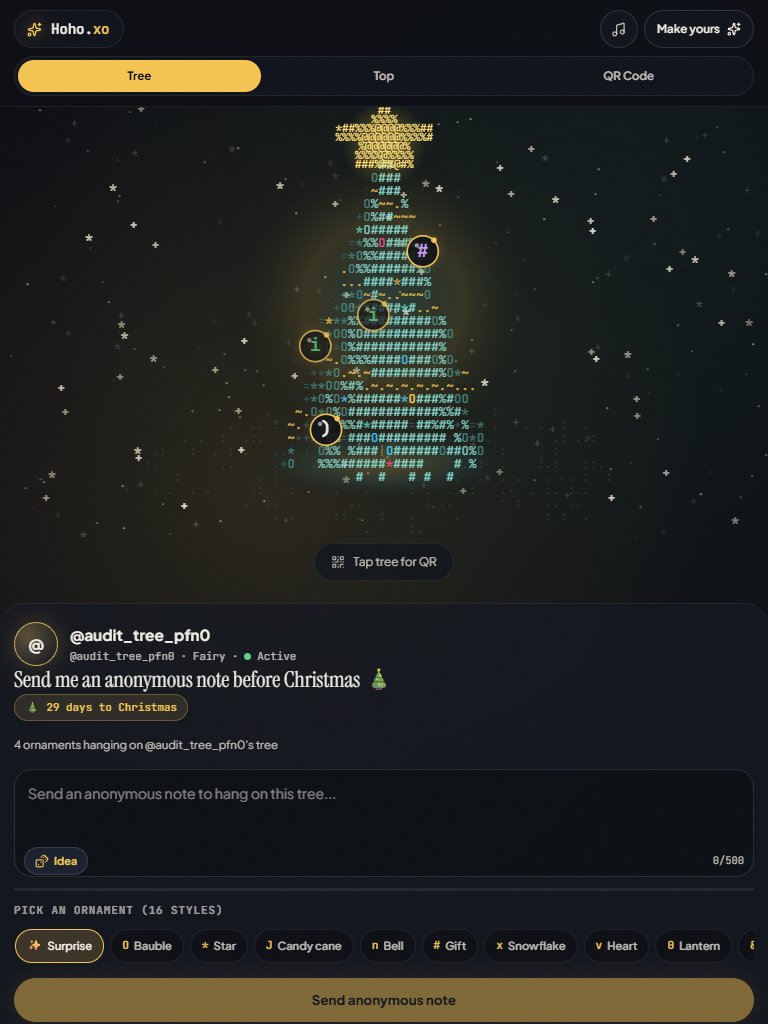 Hoho.xo
Make yours
Tree
Top
QR Code
Tap tree for QR
@
@audit_tree_pfn0
@audit_tree_pfn0 · Fairy · Active
Send me an anonymous note before Christmas 🎄
🎄 29 days to Christmas
4 ornaments hanging on @audit_tree_pfn0's tree
Send an anonymous note to hang on this tree...
Idea
0/500
PICK AN ORNAMENT (16 STYLES)
Surprise
O Bauble
* Star
J Candy cane
n Bell
# Gift
x Snowflake
v Heart
0 Lantern
Send anonymous note